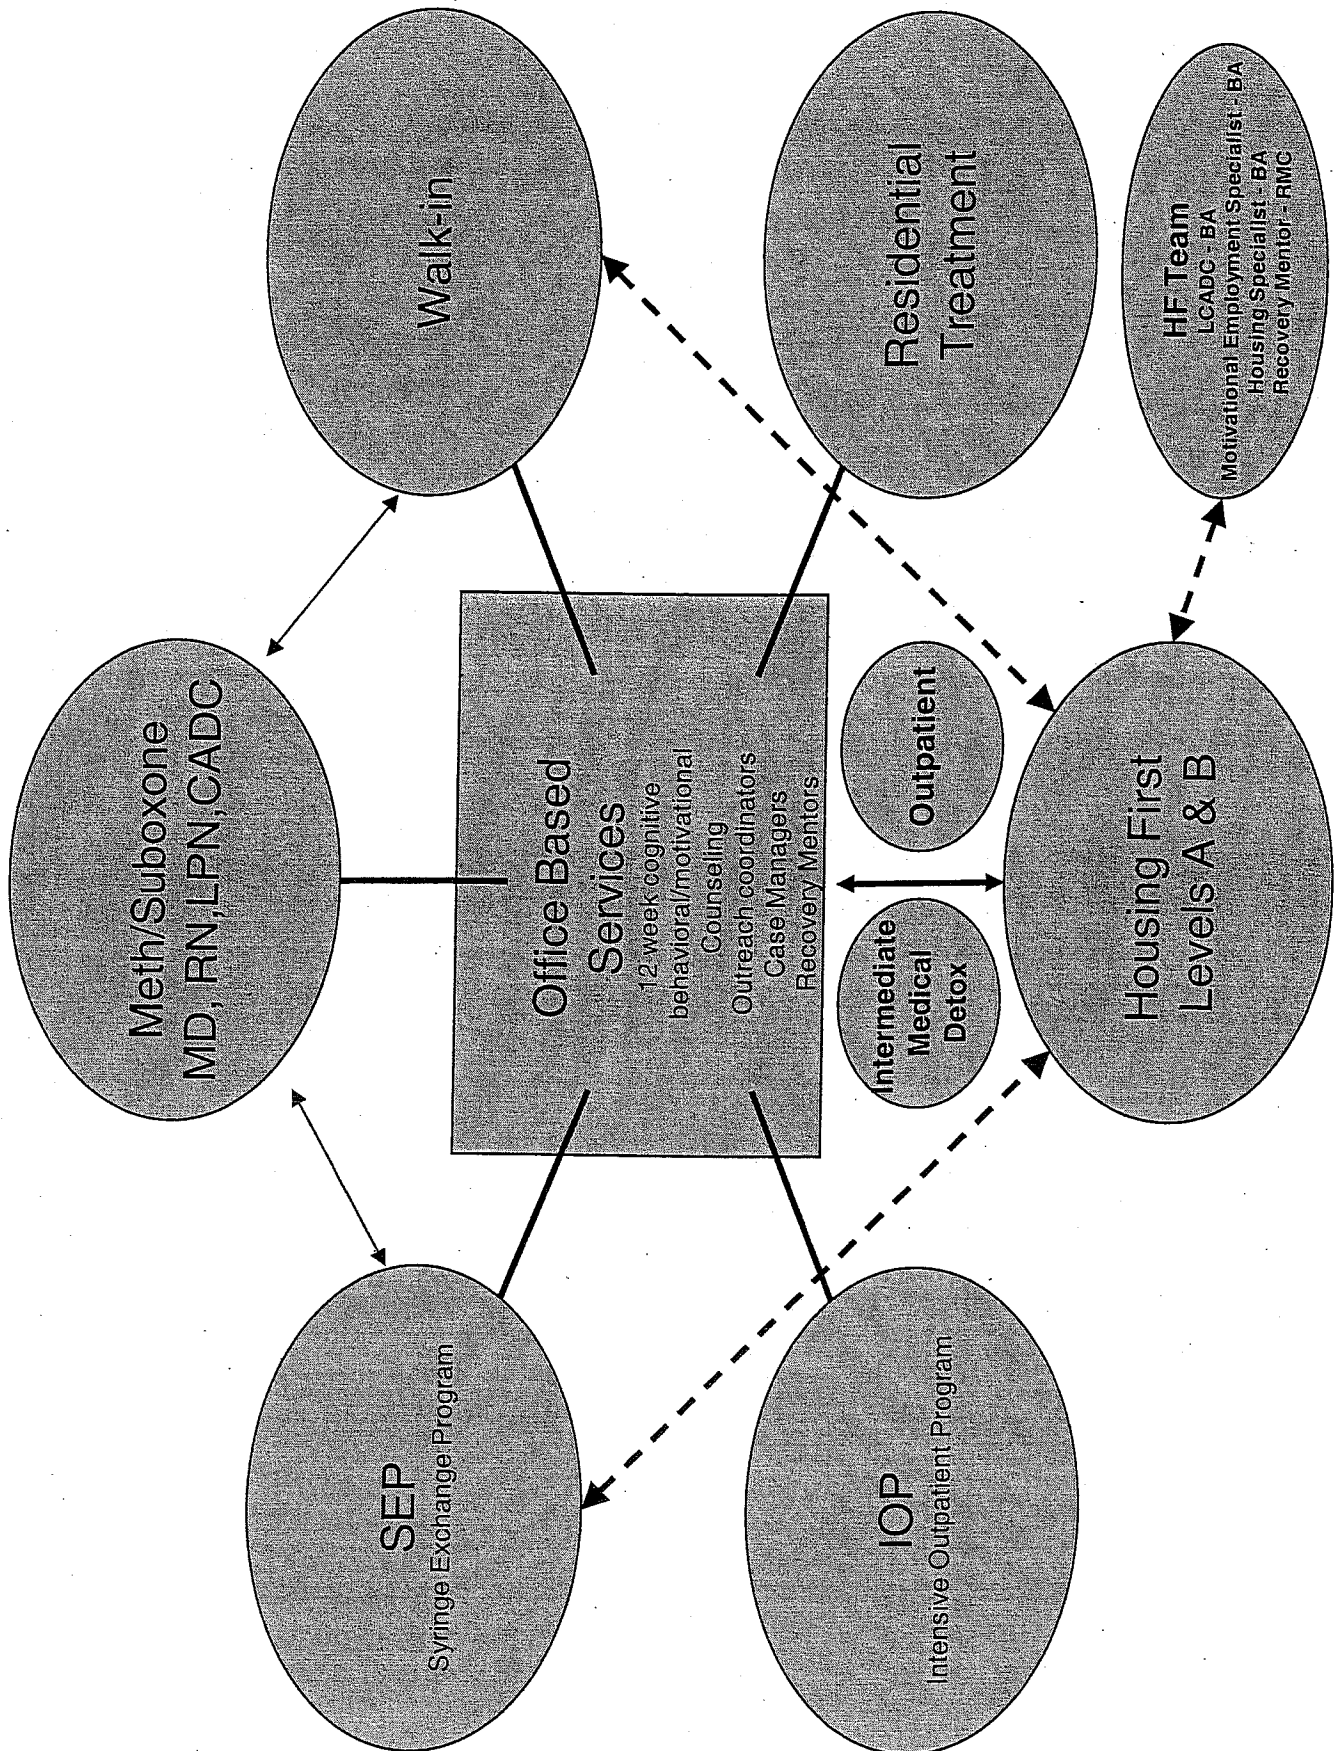 Meth/Suboxone
MD, RN,LPN,CADC
SEP
Syringe Exchange Program
Walk-in
Office Based
Services
12 week cognitive
behavioral/motivational
Counseling
Outreach coordinators
Case Managers
Recovery Mentors
IOP
Intensive Outpatient Program
Intermediate
Medical
Detox
Outpatient
Residential
Treatment
Housing First
Levels A & B
HF Team
LCADC - BA
Motivational Employment Specialist - BA
Housing Specialist - BA
Recovery Mentor - RMC